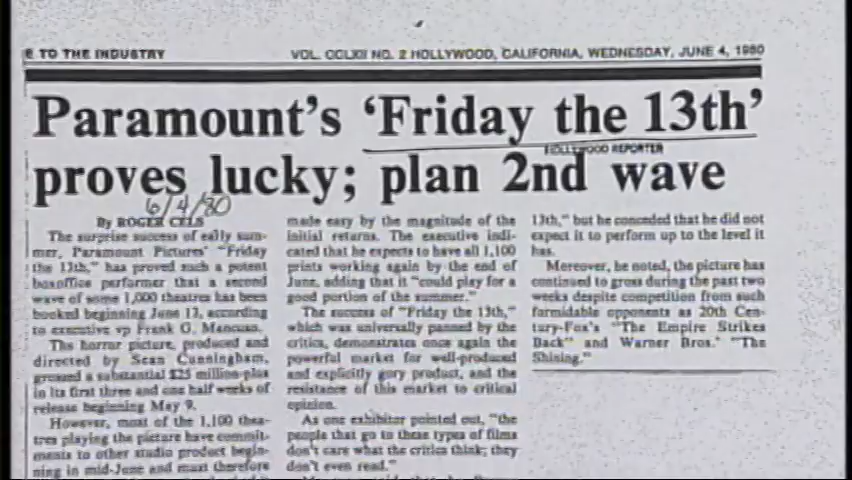 E TO THE INDUSTRY
VOL. CCLXII NO. 2 HOLLYWOOD, CALIFORNIA, WEDNESDAY, JUNE 4, 1980
Paramount's 'Friday the 13th'
HOLLYWOOD REPORTER
proves lucky; plan 2nd wave
6/4/80
By ROGER CELS
The surprise success of early sum-
mer, Paramount Pictures' "Friday
the 13th," has proved such a potent
boxoffice performer that a second
wave of some 1,000 theatres has been
booked beginning June 13, according
to executive vp Frank G. Mancuso.
The horror picture, produced and
directed by Sean Cunningham,
grossed a substantial $25 million-plus
in its first three and one half weeks of
release beginning May 9.
However, most of the 1,100 thea-
tres playing the picture have commit-
ments to other studio product begin-
ning in mid-June and must therefore
made easy by the magnitude of the
initial returns. The executive indi-
cated that he expects to have all 1,100
prints working again by the end of
June, adding that it "could play for a
good portion of the summer."
The success of "Friday the 13th,"
which was universally panned by the
critics, demonstrates once again the
powerful market for well-produced
and explicitly gory product, and the
resistance of this market to critical
opinion.
As one exhibitor pointed out, "the
people that go to these types of films
don't care what the critics think; they
don't even read."
13th," but he conceded that he did not
expect it to perform up to the level it
has.
Moreover, he noted, the picture has
continued to gross during the past two
weeks despite competition from such
formidable opponents as 20th Cen-
tury-Fox's "The Empire Strikes
Back" and Warner Bros.' "The
Shining."